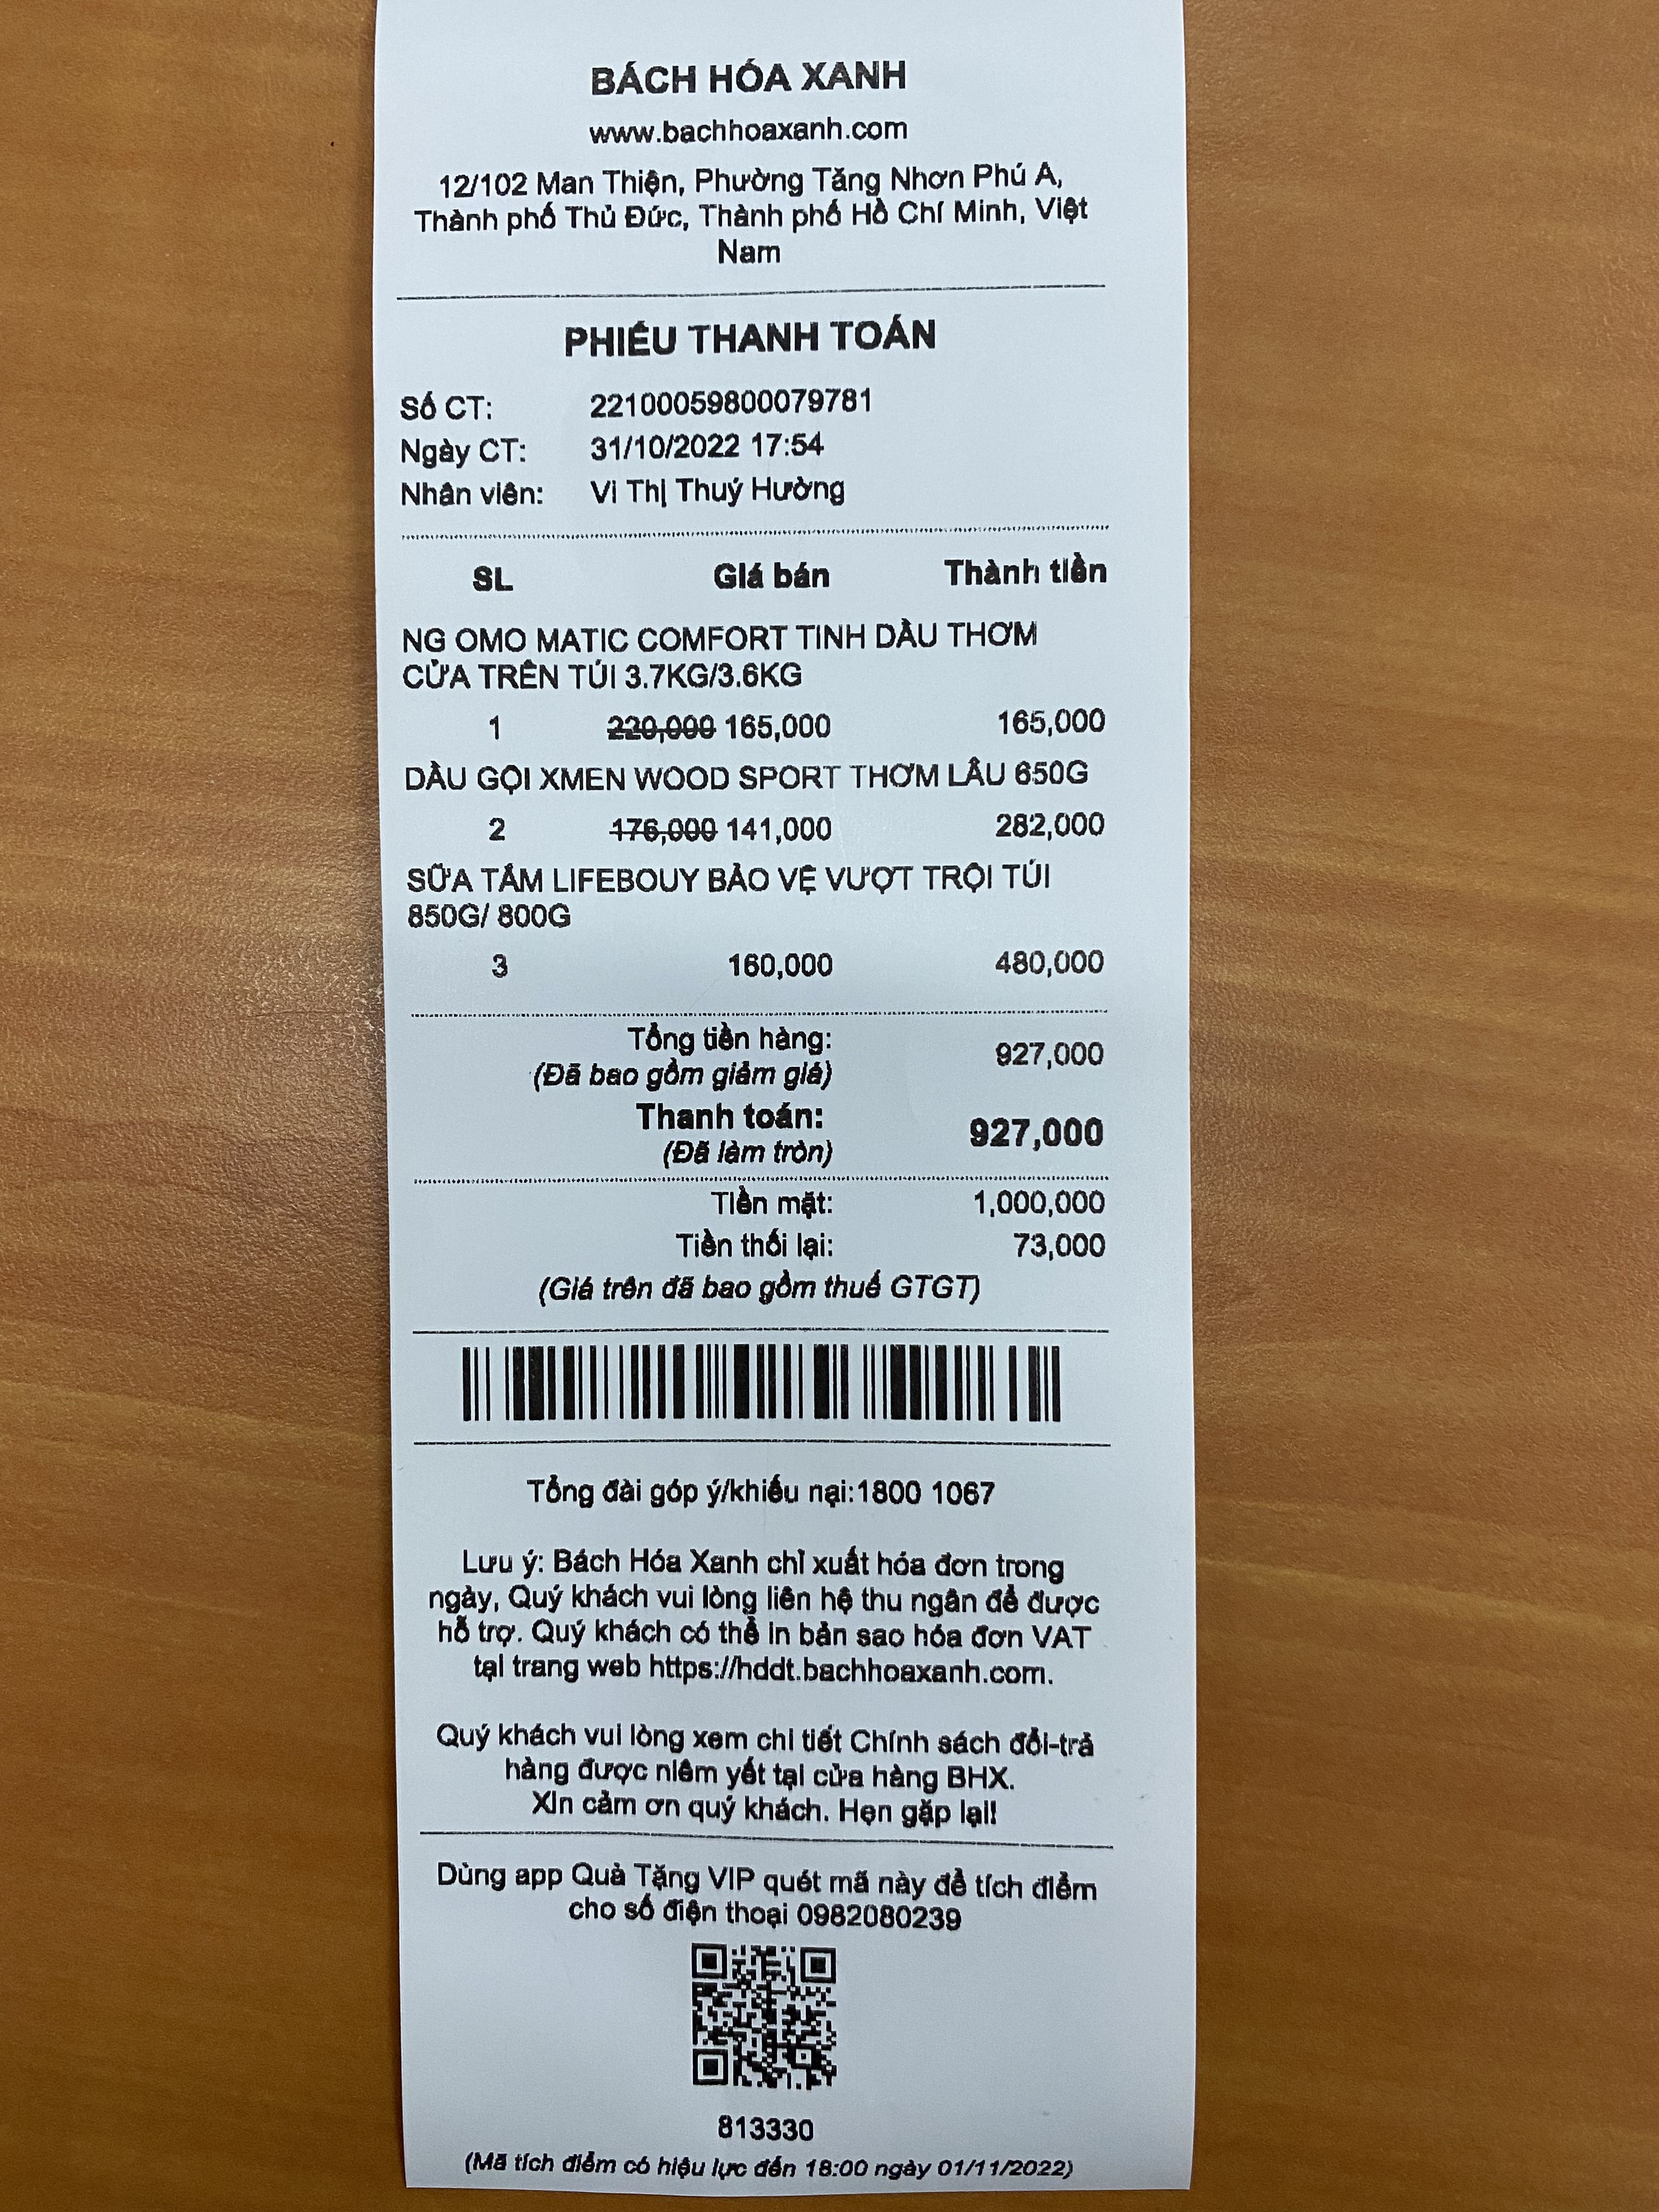 BÁCH HÓA XANH
www.bachhoaxanh.com
12/102 Man Thiện, Phường Tăng Nhơn Phú A,
Thành phố Thủ Đức, Thành phố Hồ Chí Minh, Việt
Nam
PHIẾU THANH TOÁN
Số CT: 22100059800079781
Ngày CT: 31/10/2022 17:54
Nhân viên: Vi Thị Thuý Hường
SL Giá bán Thành tiền
NG OMO MATIC COMFORT TINH DẦU THƠM
CỬA TRÊN TÚI 3.7KG/3.6KG
1 220,000 165,000 165,000
DẦU GỘI XMEN WOOD SPORT THƠM LÂU 650G
2 176,000 141,000 282,000
SỮA TẮM LIFEBOUY BẢO VỆ VƯỢT TRỘI TÚI
850G/ 800G
3 160,000 480,000
Tổng tiền hàng: 927,000
(Đã bao gồm giảm giá)
Thanh toán: 927,000
(Đã làm tròn)
Tiền mặt: 1,000,000
Tiền thối lại: 73,000
(Giá trên đã bao gồm thuế GTGT)
Tổng đài góp ý/khiếu nại:1800 1067
Lưu ý: Bách Hóa Xanh chỉ xuất hóa đơn trong
ngày, Quý khách vui lòng liên hệ thu ngân để được
hỗ trợ. Quý khách có thể in bản sao hóa đơn VAT
tại trang web https://hddt.bachhoaxanh.com.
Quý khách vui lòng xem chi tiết Chính sách đổi-trả
hàng được niêm yết tại cửa hàng BHX.
Xin cảm ơn quý khách. Hẹn gặp lại!
Dùng app Quà Tặng VIP quét mã này để tích điểm
cho số điện thoại 0982080239
813330
(Mã tích điểm có hiệu lực đến 18:00 ngày 01/11/2022)